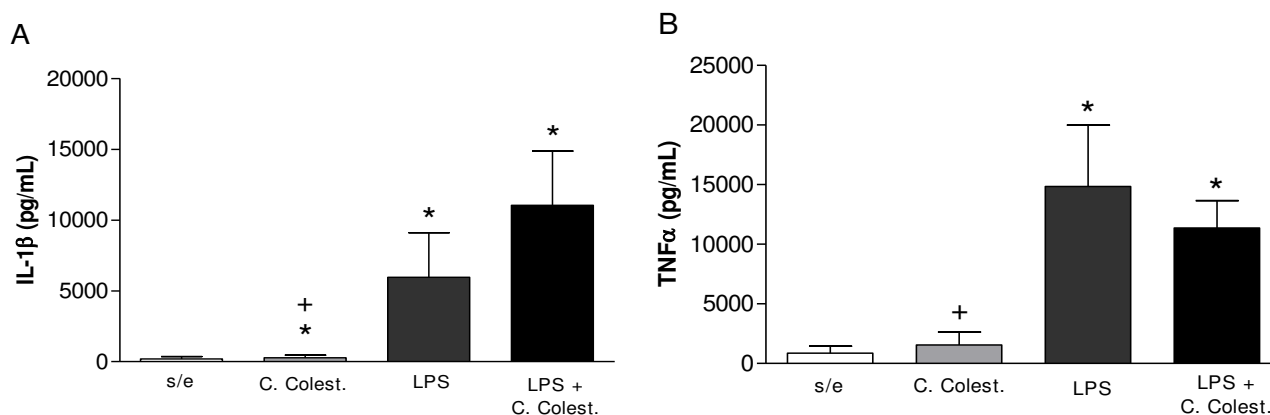 A
IL-1β (pg/mL)
20000
15000
10000
5000
0
+
*
*
*
s/e
C. Colest.
LPS
LPS +
C. Colest.
B
TNFα (pg/mL)
25000
20000
15000
10000
5000
0
+
*
*
s/e
C. Colest.
LPS
LPS +
C. Colest.